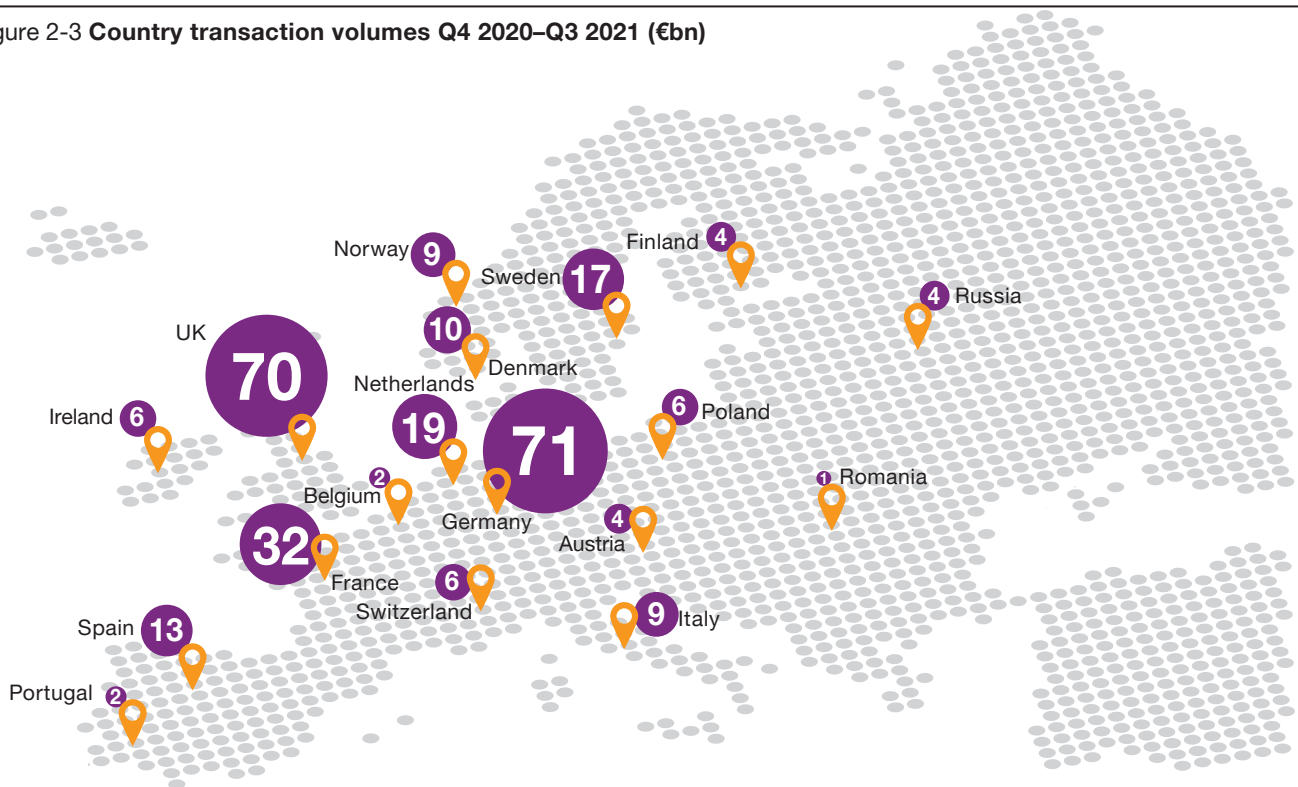 gure 2-3 Country transaction volumes Q4 2020–Q3 2021 (€bn)
Norway 9
Finland 4
Sweden 17
4 Russia
UK 70
10 Denmark
Netherlands 19
Ireland 6
71 Germany
6 Poland
2 Belgium
1 Romania
4 Austria
32 France
6 Switzerland
9 Italy
Spain 13
Portugal 2